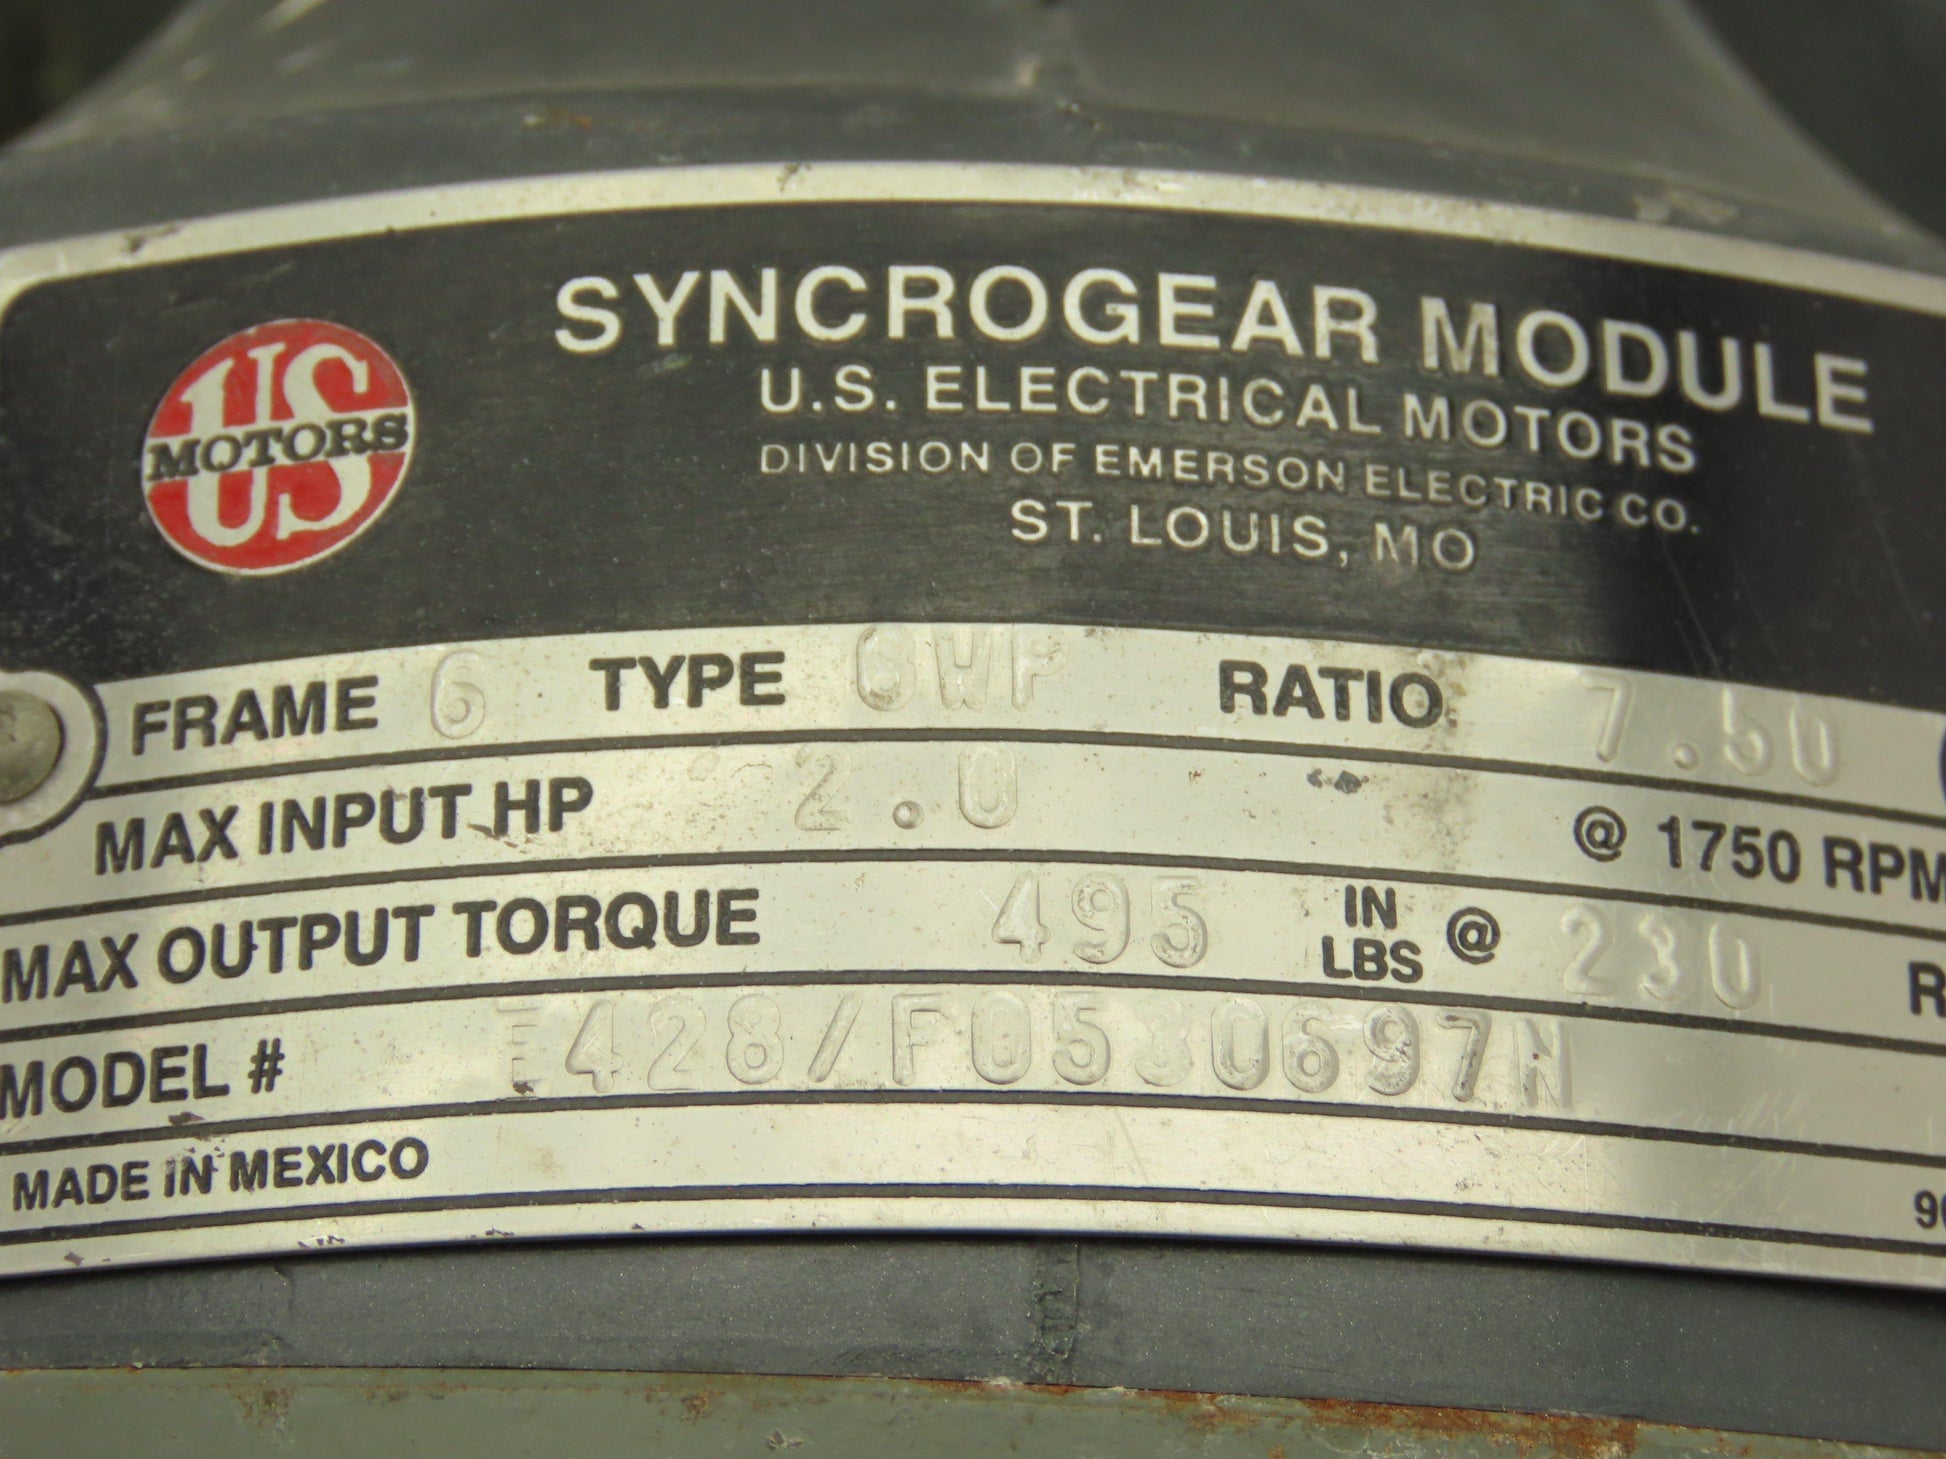 US
MOTORS
SYNCROGEAR MODULE
U.S. ELECTRICAL MOTORS
DIVISION OF EMERSON ELECTRIC CO.
ST. LOUIS, MO
FRAME 6 TYPE GWP RATIO 7.50
MAX INPUT HP 2.0 @ 1750 RPM
MAX OUTPUT TORQUE 495 IN LBS @ 230 R
MODEL # E428/F0530697N
MADE IN MEXICO